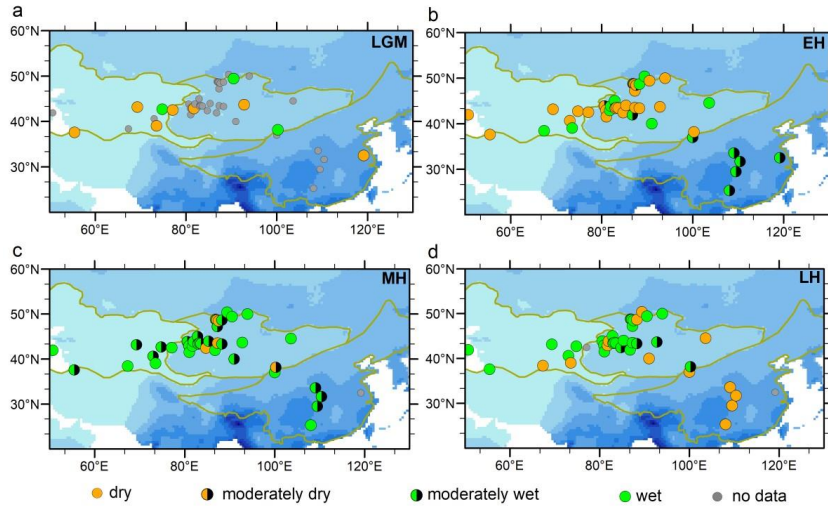 a
LGM
60°N
50°N
40°N
30°N
60°E 80°E 100°E 120°E
b
EH
60°N
50°N
40°N
30°N
60°E 80°E 100°E 120°E
c
MH
60°N
50°N
40°N
30°N
60°E 80°E 100°E 120°E
d
LH
60°N
50°N
40°N
30°N
60°E 80°E 100°E 120°E
dry moderately dry moderately wet wet no data